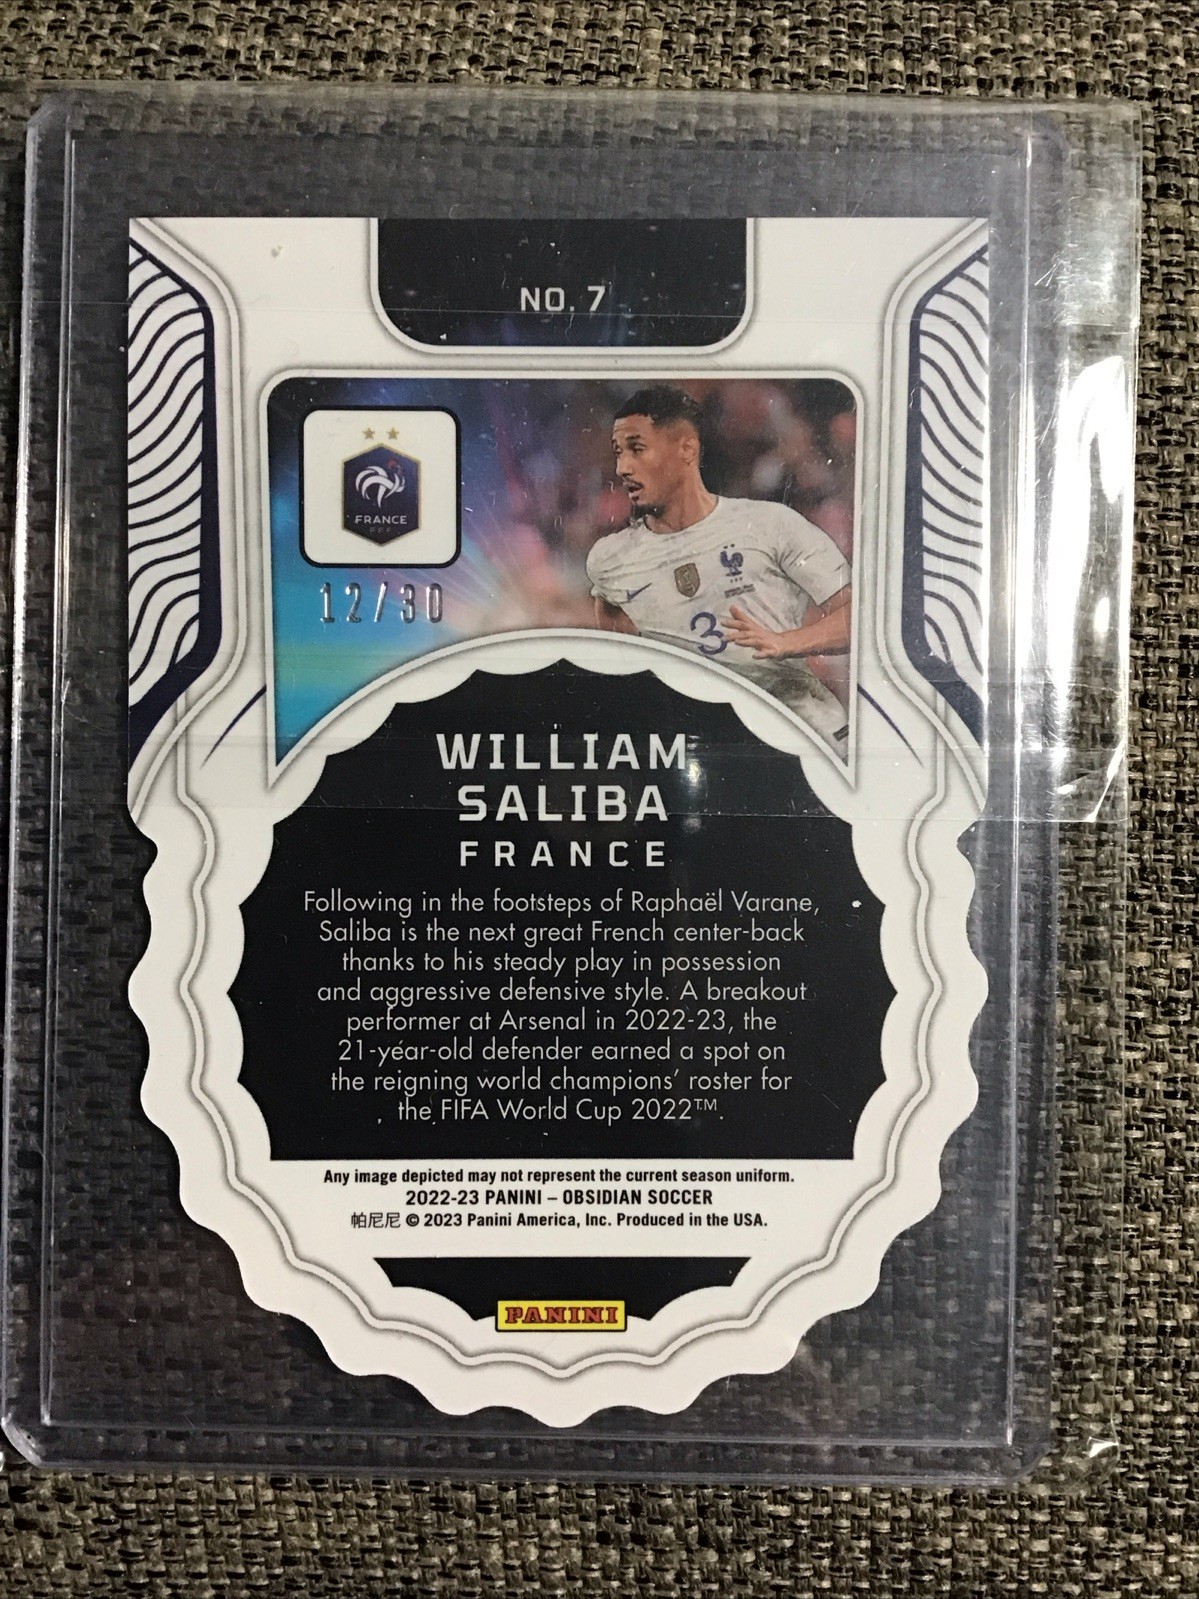 NO. 7
FRANCE
FFF
12/30
3
WILLIAM
SALIBA
FRANCE
Following in the footsteps of Raphaël Varane,
Saliba is the next great French center-back
thanks to his steady play in possession
and aggressive defensive style. A breakout
performer at Arsenal in 2022-23, the
21-year-old defender earned a spot on
the reigning world champions’ roster for
the FIFA World Cup 2022™.
Any image depicted may not represent the current season uniform.
2022-23 PANINI – OBSIDIAN SOCCER
帕尼尼 © 2023 Panini America, Inc. Produced in the USA.
PANINI